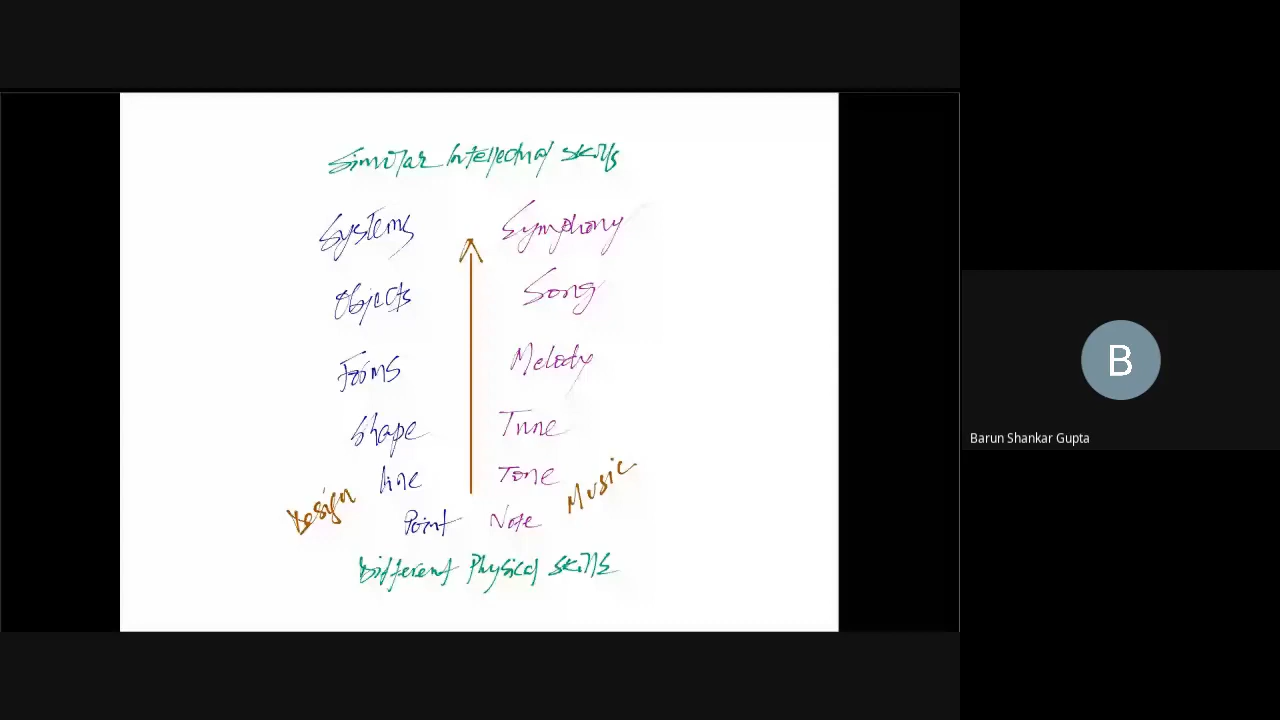 Similar Intellectual skills
Systems Symphony
Objects Song
Forms Melody
Shape Tune
line Tone
Design Music
Point Note
Different Physical skills
B
Barun Shankar Gupta